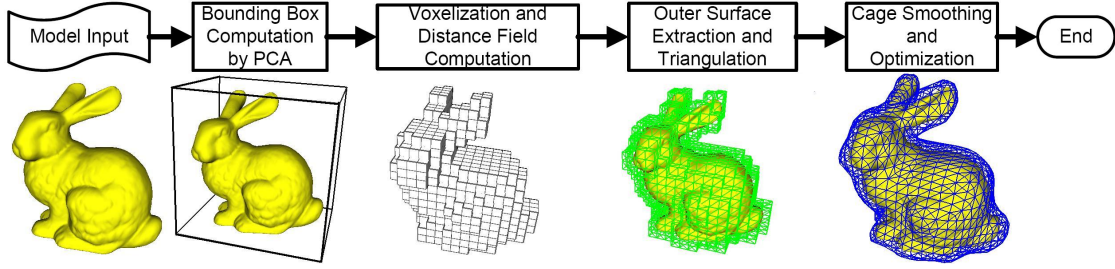 Model Input
Bounding Box
Computation
by PCA
Voxelization and
Distance Field
Computation
Outer Surface
Extraction and
Triangulation
Cage Smoothing
and
Optimization
End